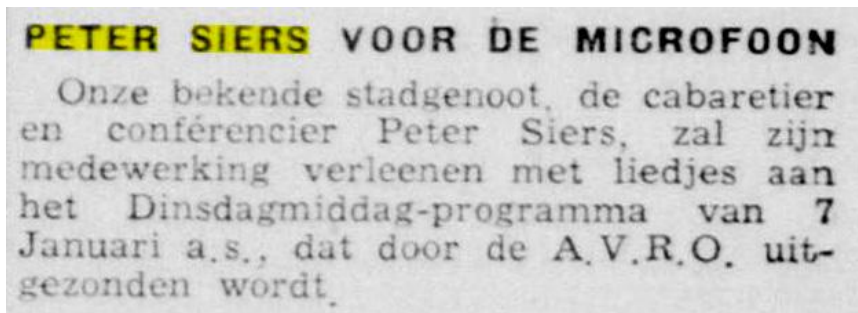 PETER SIERS VOOR DE MICROFOON
Onze bekende stadgenoot, de cabaretier
en conférencier Peter Siers, zal zijn
medewerking verleenen met liedjes aan
het Dinsdagmiddag-programma van 7
Januari a.s., dat door de A.V.R.O. uit-
gezonden wordt.